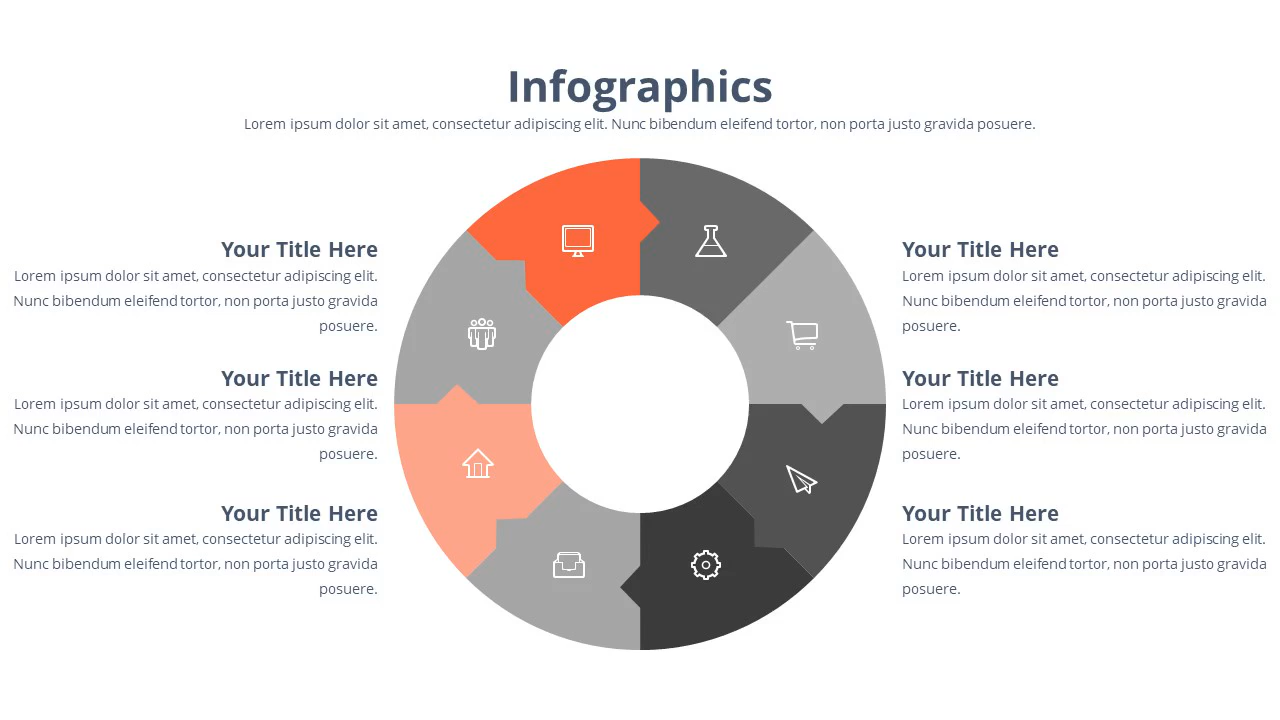 Infographics
Lorem ipsum dolor sit amet, consectetur adipiscing elit. Nunc bibendum eleifend tortor, non porta justo gravida posuere.
Your Title Here
Lorem ipsum dolor sit amet, consectetur adipiscing elit.
Nunc bibendum eleifend tortor, non porta justo gravida
posuere.
Your Title Here
Lorem ipsum dolor sit amet, consectetur adipiscing elit.
Nunc bibendum eleifend tortor, non porta justo gravida
posuere.
Your Title Here
Lorem ipsum dolor sit amet, consectetur adipiscing elit.
Nunc bibendum eleifend tortor, non porta justo gravida
posuere.
Your Title Here
Lorem ipsum dolor sit amet, consectetur adipiscing elit.
Nunc bibendum eleifend tortor, non porta justo gravida
posuere.
Your Title Here
Lorem ipsum dolor sit amet, consectetur adipiscing elit.
Nunc bibendum eleifend tortor, non porta justo gravida
posuere.
Your Title Here
Lorem ipsum dolor sit amet, consectetur adipiscing elit.
Nunc bibendum eleifend tortor, non porta justo gravida
posuere.